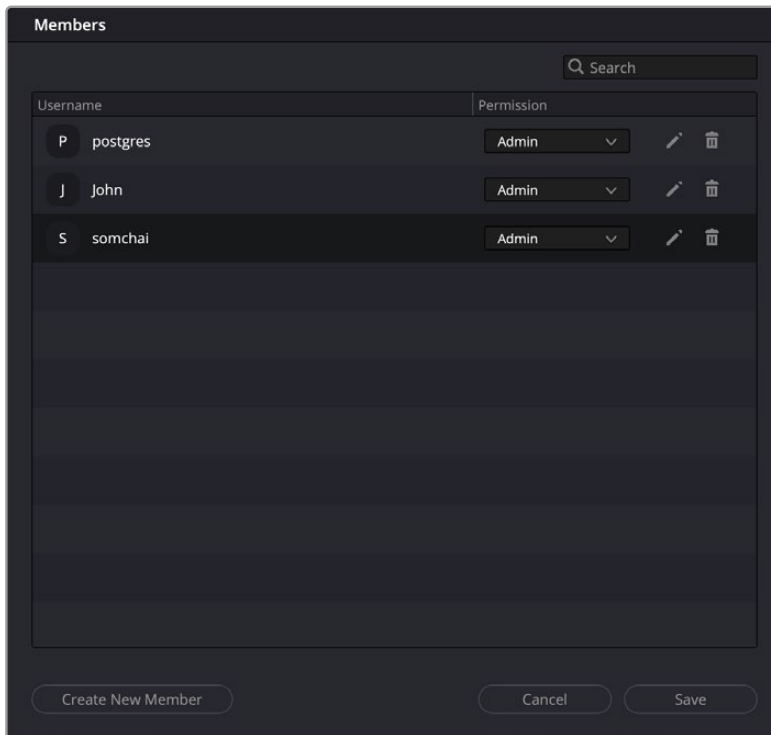 Members
Search
Username Permission
P postgres Admin
J John Admin
S somchai Admin
Create New Member Cancel Save